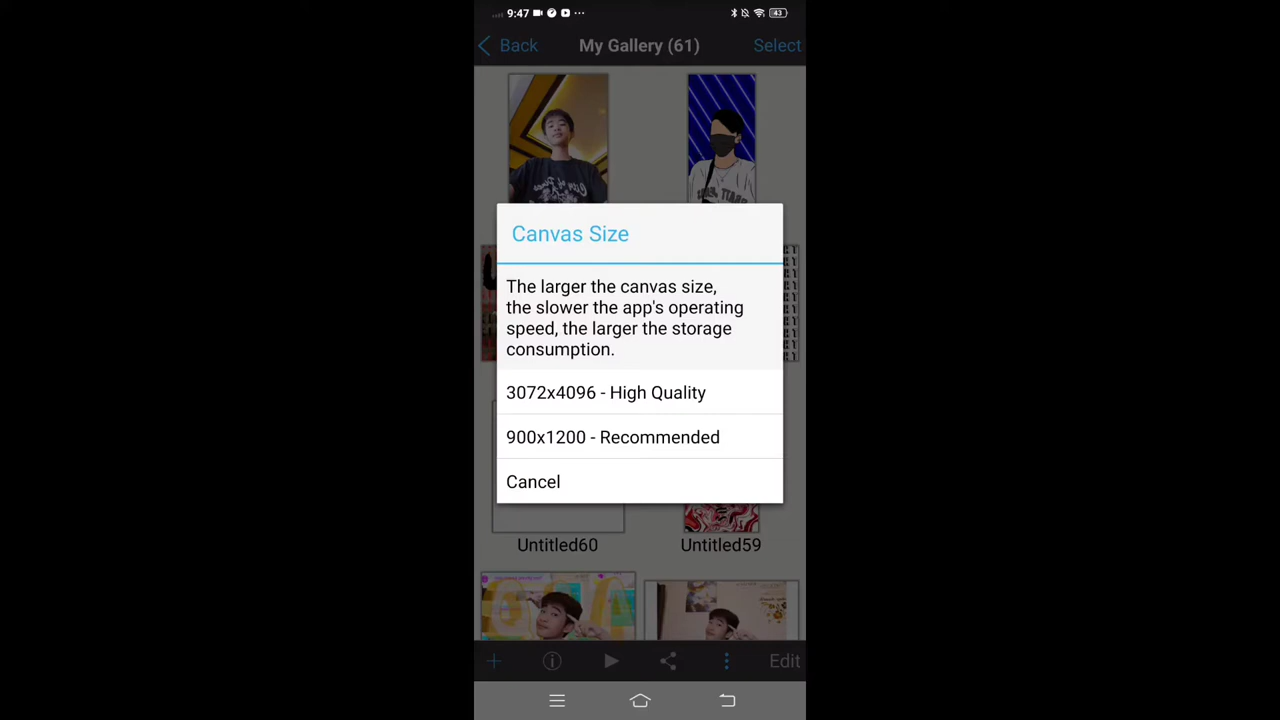 9:47
43
Back
My Gallery (61)
Select
Canvas Size
The larger the canvas size,
the slower the app's operating
speed, the larger the storage
consumption.
3072x4096 - High Quality
900x1200 - Recommended
Cancel
Untitled60
Untitled59
Edit